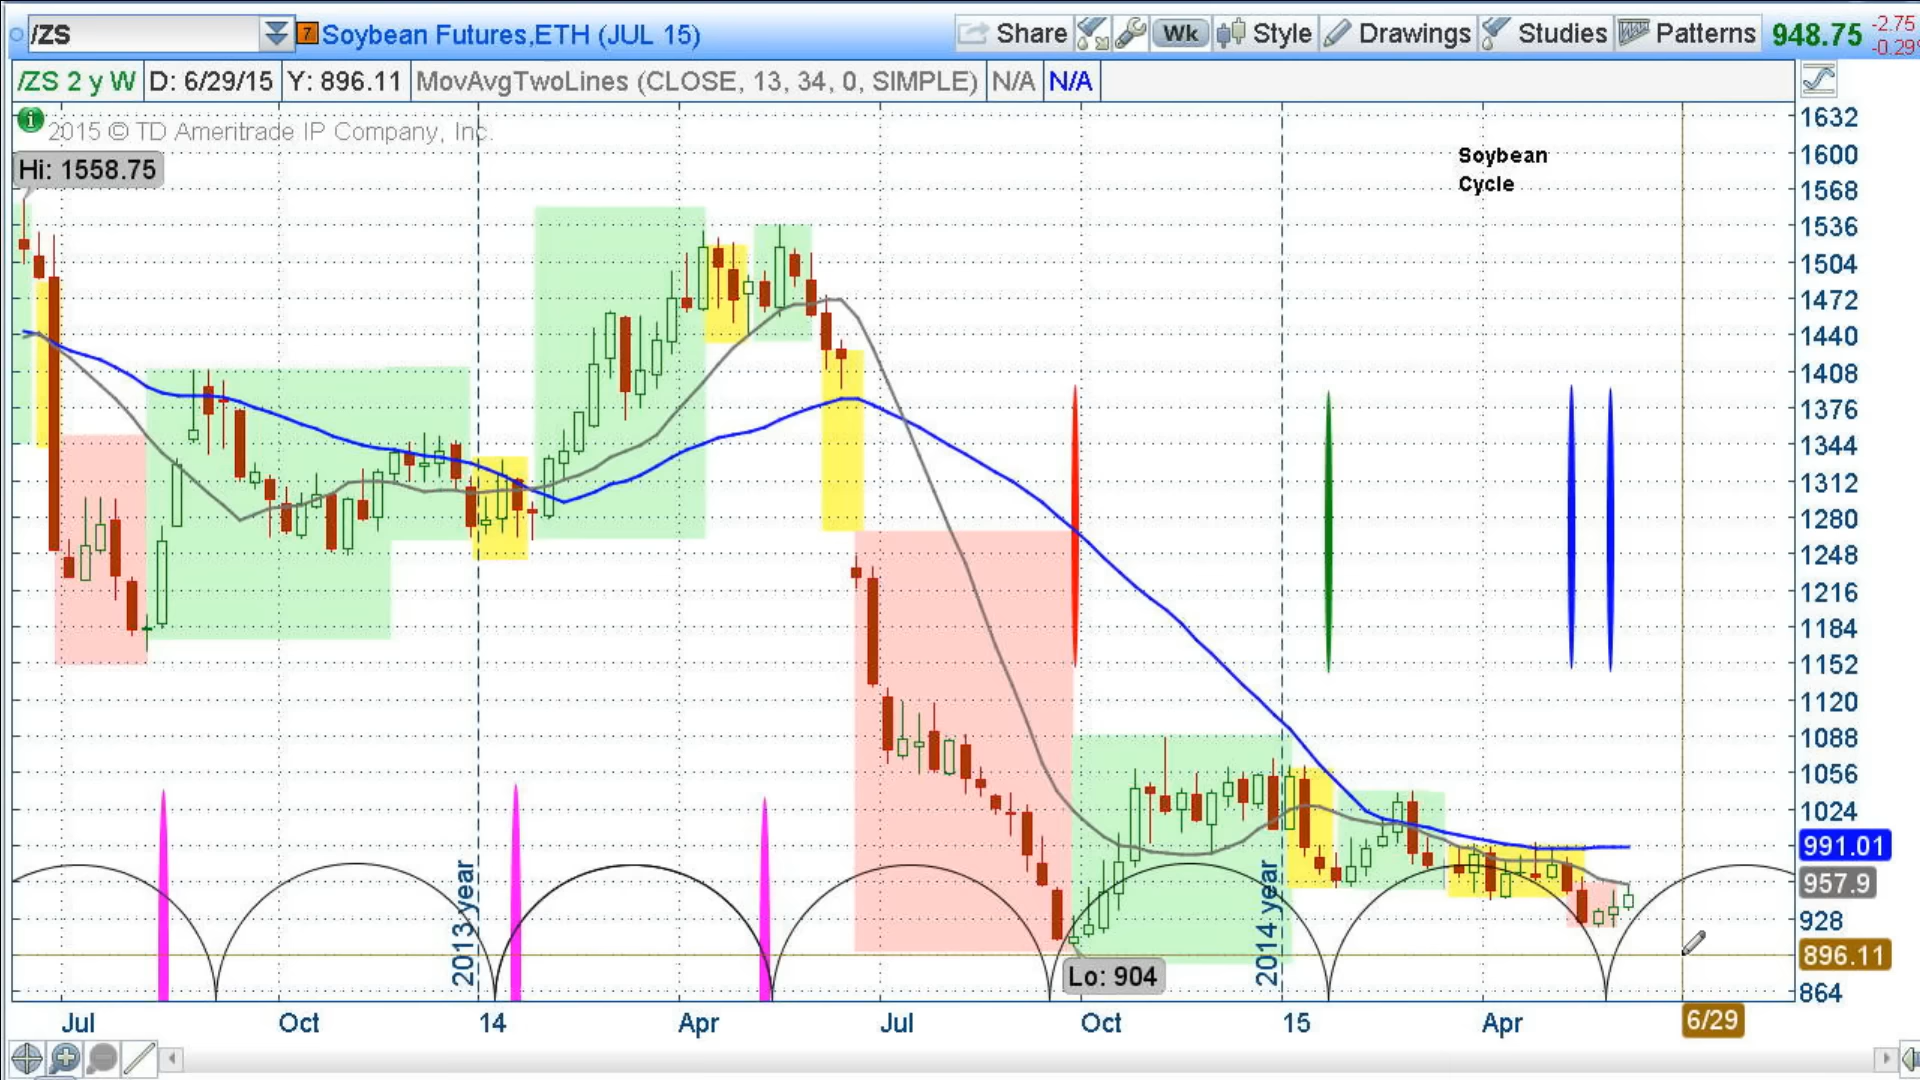 /ZS 7 Soybean Futures,ETH (JUL 15) Share Wk Style Drawings Studies Patterns 948.75 -2.75
-0.29%
/ZS 2 y W D: 6/29/15 Y: 896.11 MovAvgTwoLines (CLOSE, 13, 34, 0, SIMPLE) N/A N/A
2015 © TD Ameritrade IP Company, Inc.
Hi: 1558.75
Soybean
Cycle
1632
1600
1568
1536
1504
1472
1440
1408
1376
1344
1312
1280
1248
1216
1184
1152
1120
1088
1056
1024
991.01
957.9
928
896.11
864
2013 year
2014 year
Lo: 904
Jul Oct 14 Apr Jul Oct 15 Apr 6/29